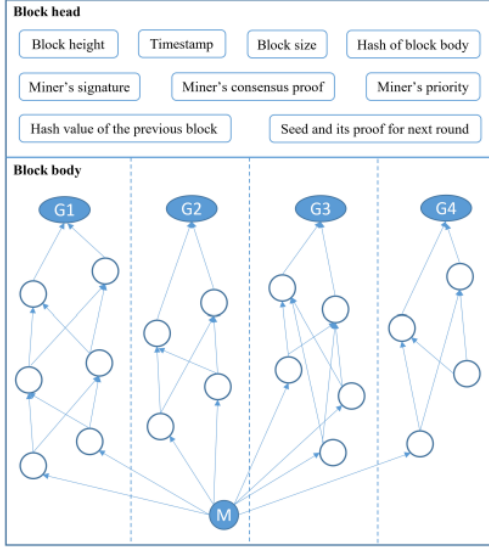 Block head
Block height Timestamp Block size Hash of block body
Miner's signature Miner's consensus proof Miner's priority
Hash value of the previous block Seed and its proof for next round
Block body
G1 G2 G3 G4
M